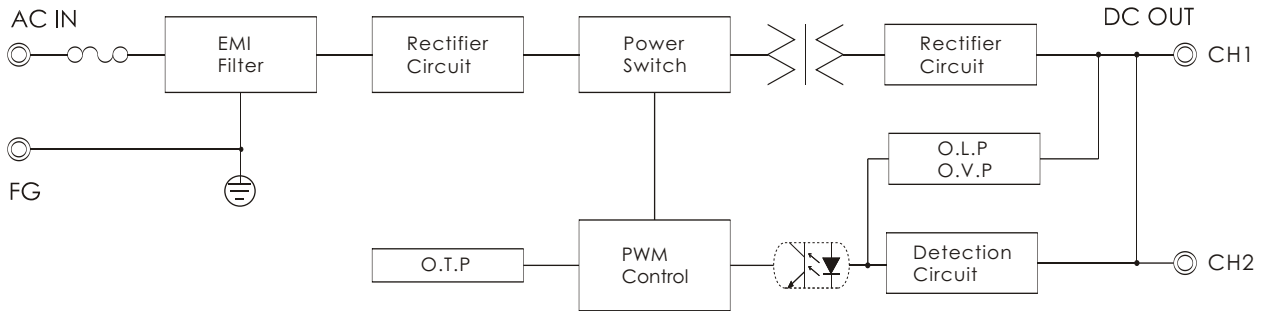 AC IN
DC OUT
EMI
Filter
Rectifier
Circuit
Power
Switch
Rectifier
Circuit
CH1
O.L.P
O.V.P
FG
O.T.P
PWM
Control
Detection
Circuit
CH2